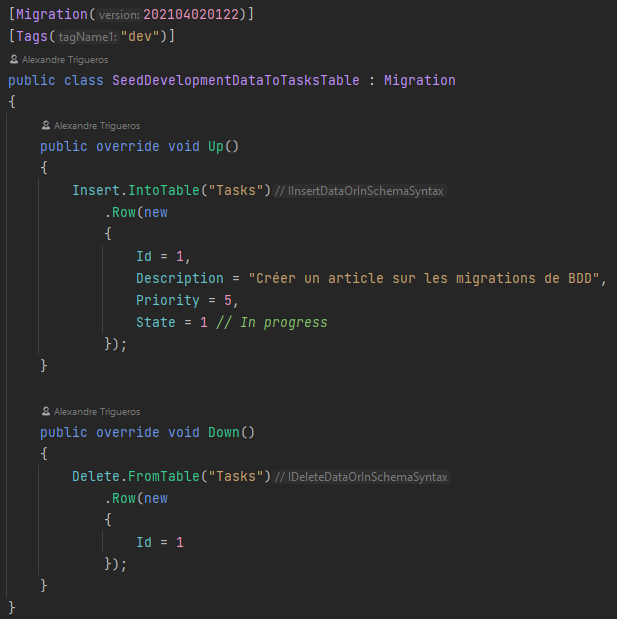 [Migration( version: 202104020122)]
[Tags( tagName1: "dev")]
Alexandre Trigueros
public class SeedDevelopmentDataToTasksTable : Migration
{
Alexandre Trigueros
public override void Up()
{
Insert.IntoTable("Tasks") // IInsertDataOrInSchemaSyntax
.Row(new
{
Id = 1,
Description = "Créer un article sur les migrations de BDD",
Priority = 5,
State = 1 // In progress
});
}
Alexandre Trigueros
public override void Down()
{
Delete.FromTable("Tasks") // IDeleteDataOrInSchemaSyntax
.Row(new
{
Id = 1
});
}
}